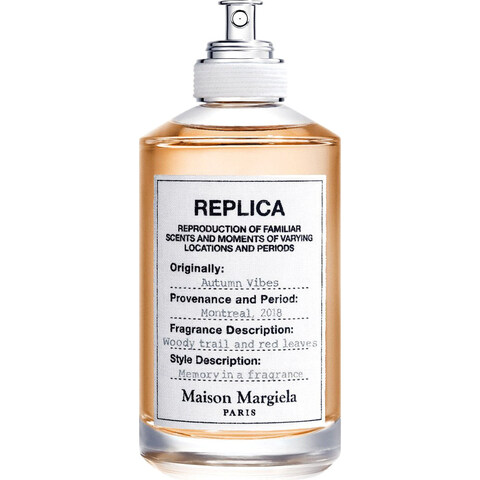 REPLICA
REPRODUCTION OF FAMILIAR
SCENTS AND MOMENTS OF VARYING
LOCATIONS AND PERIODS
Originally:
Autumn Vibes
Provenance and Period:
Montreal, 2018
Fragrance Description:
Woody trail and red leaves
Style Description:
Memory in a fragrance
Maison Margiela
PARIS